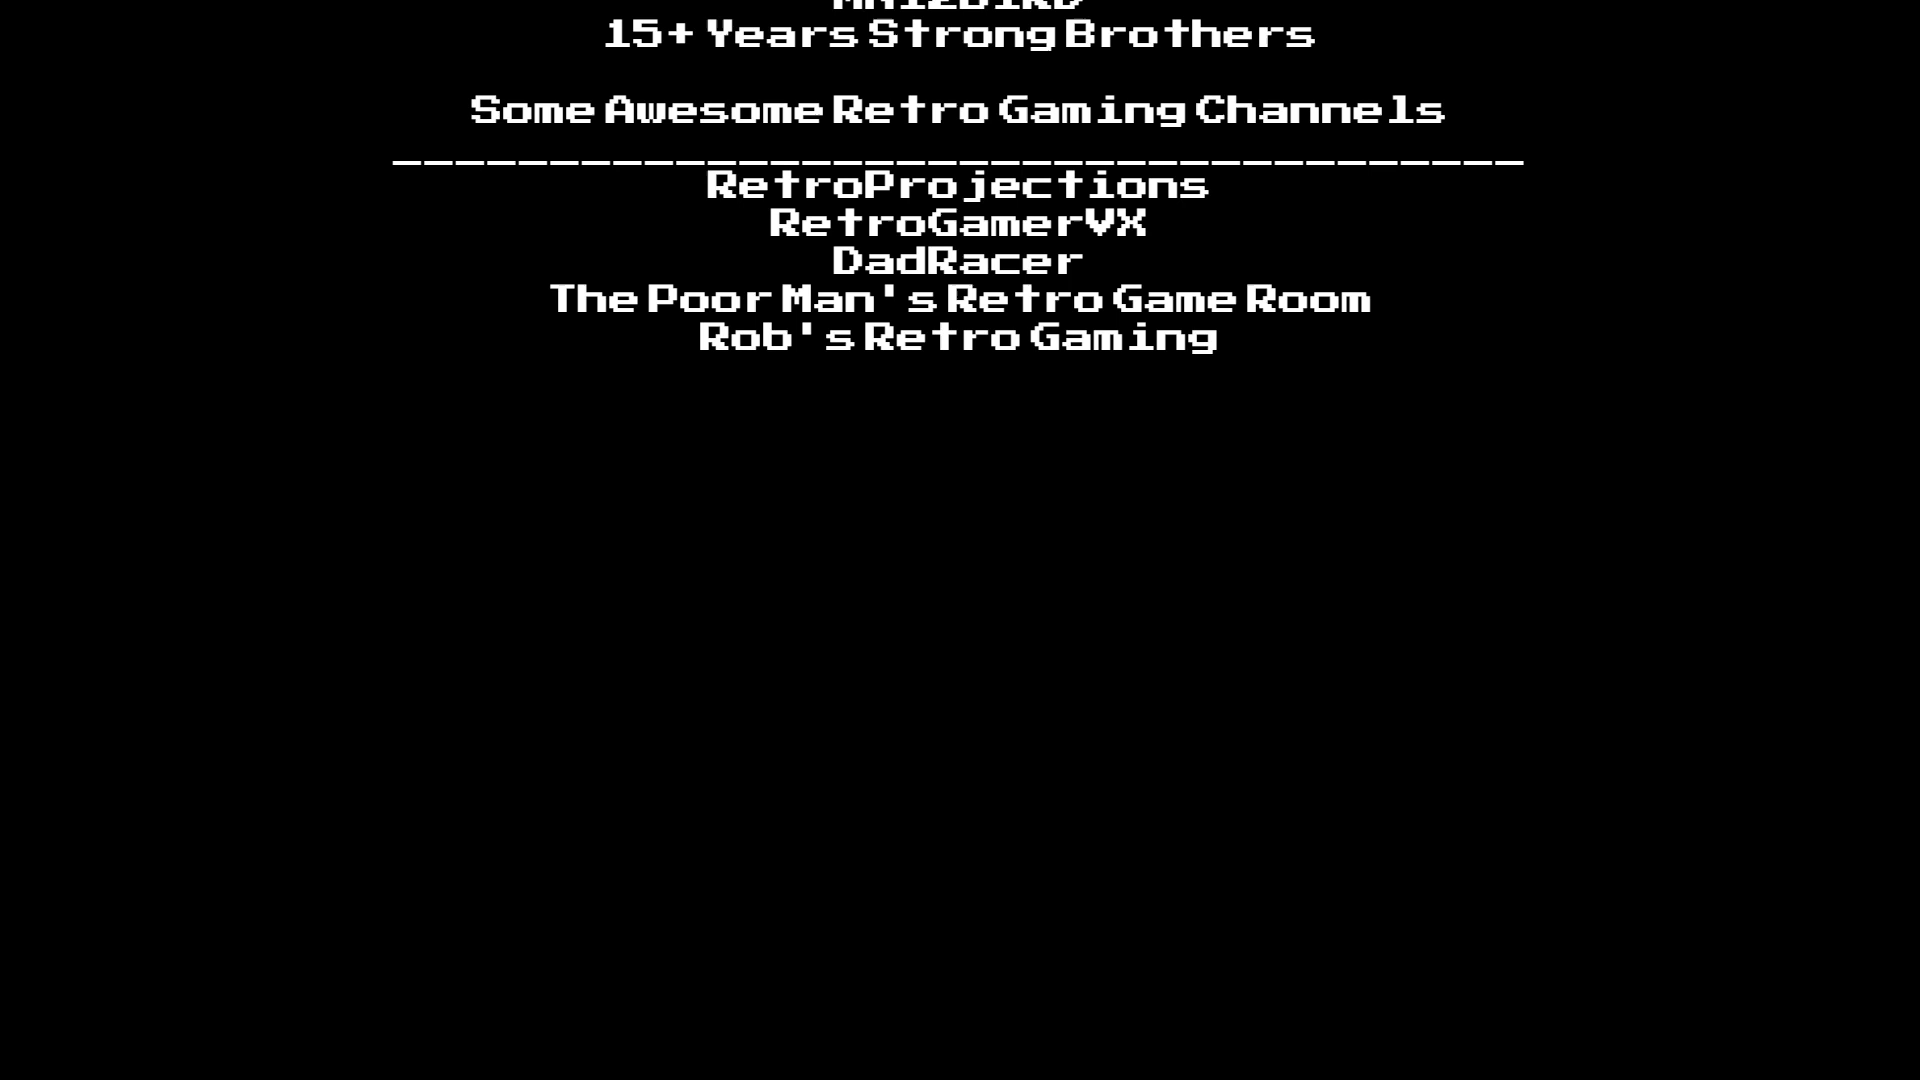 15+ Years Strong Brothers
Some Awesome Retro Gaming Channels
____________________________________
RetroProjections
RetroGamerVX
DadRacer
The Poor Man's Retro Game Room
Rob's Retro Gaming